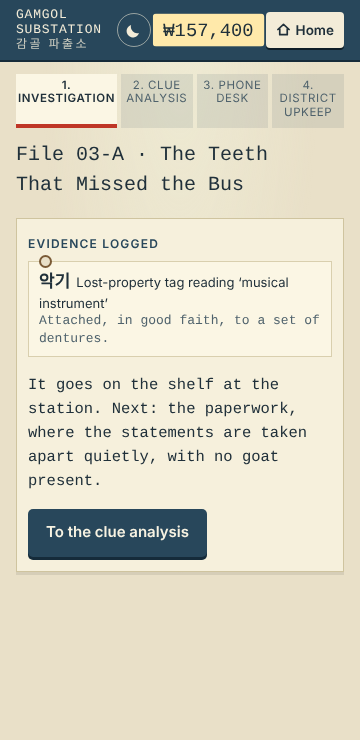 GAMGOL
SUBSTATION
감골 파출소
₩157,400
Home
1.
INVESTIGATION
2. CLUE
ANALYSIS
3. PHONE
DESK
4.
DISTRICT
UPKEEP
File 03-A · The Teeth
That Missed the Bus
EVIDENCE LOGGED
악기 Lost-property tag reading ‘musical
instrument’
Attached, in good faith, to a set of
dentures.
It goes on the shelf at the
station. Next: the paperwork,
where the statements are taken
apart quietly, with no goat
present.
To the clue analysis